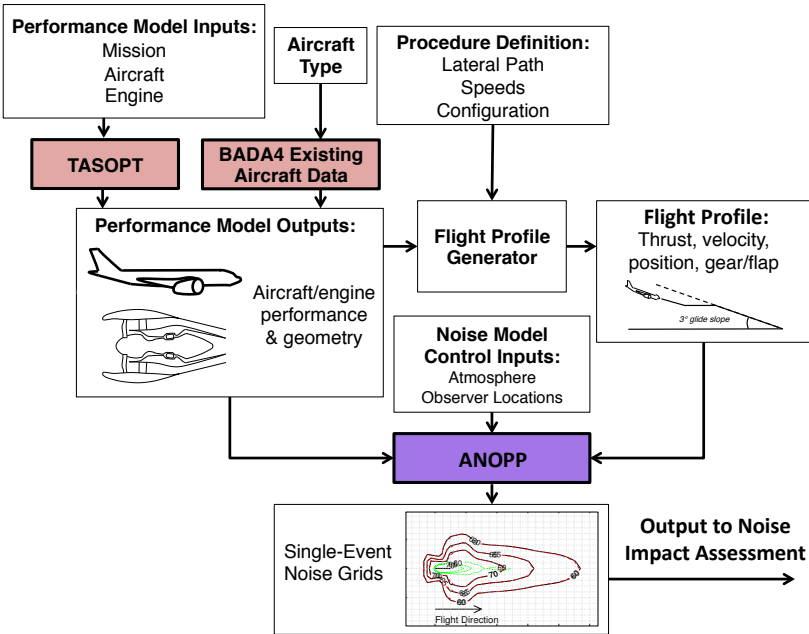 Performance Model Inputs:
Mission
Aircraft
Engine
Aircraft
Type
Procedure Definition:
Lateral Path
Speeds
Configuration
TASOPT
BADA4 Existing
Aircraft Data
Performance Model Outputs:
Aircraft/engine
performance
& geometry
Flight Profile
Generator
Flight Profile:
Thrust, velocity,
position, gear/flap
3° glide slope
Noise Model
Control Inputs:
Atmosphere
Observer Locations
ANOPP
Single-Event
Noise Grids
70
60
60
Flight Direction
Output to Noise
Impact Assessment